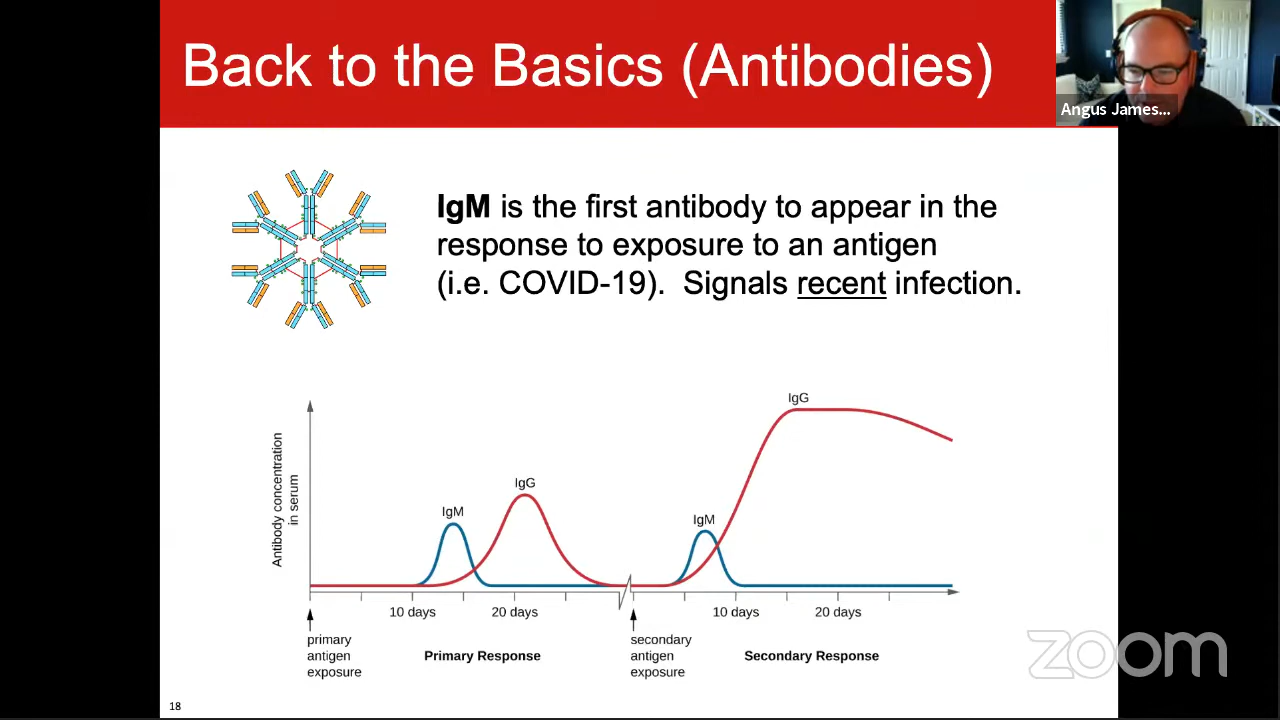 Back to the Basics (Antibodies)
Angus James...
IgM is the first antibody to appear in the
response to exposure to an antigen
(i.e. COVID-19).  Signals recent infection.
Antibody concentration
in serum
IgM
IgG
IgM
IgG
10 days
20 days
10 days
20 days
primary
antigen
exposure
Primary Response
secondary
antigen
exposure
Secondary Response
zoom
18